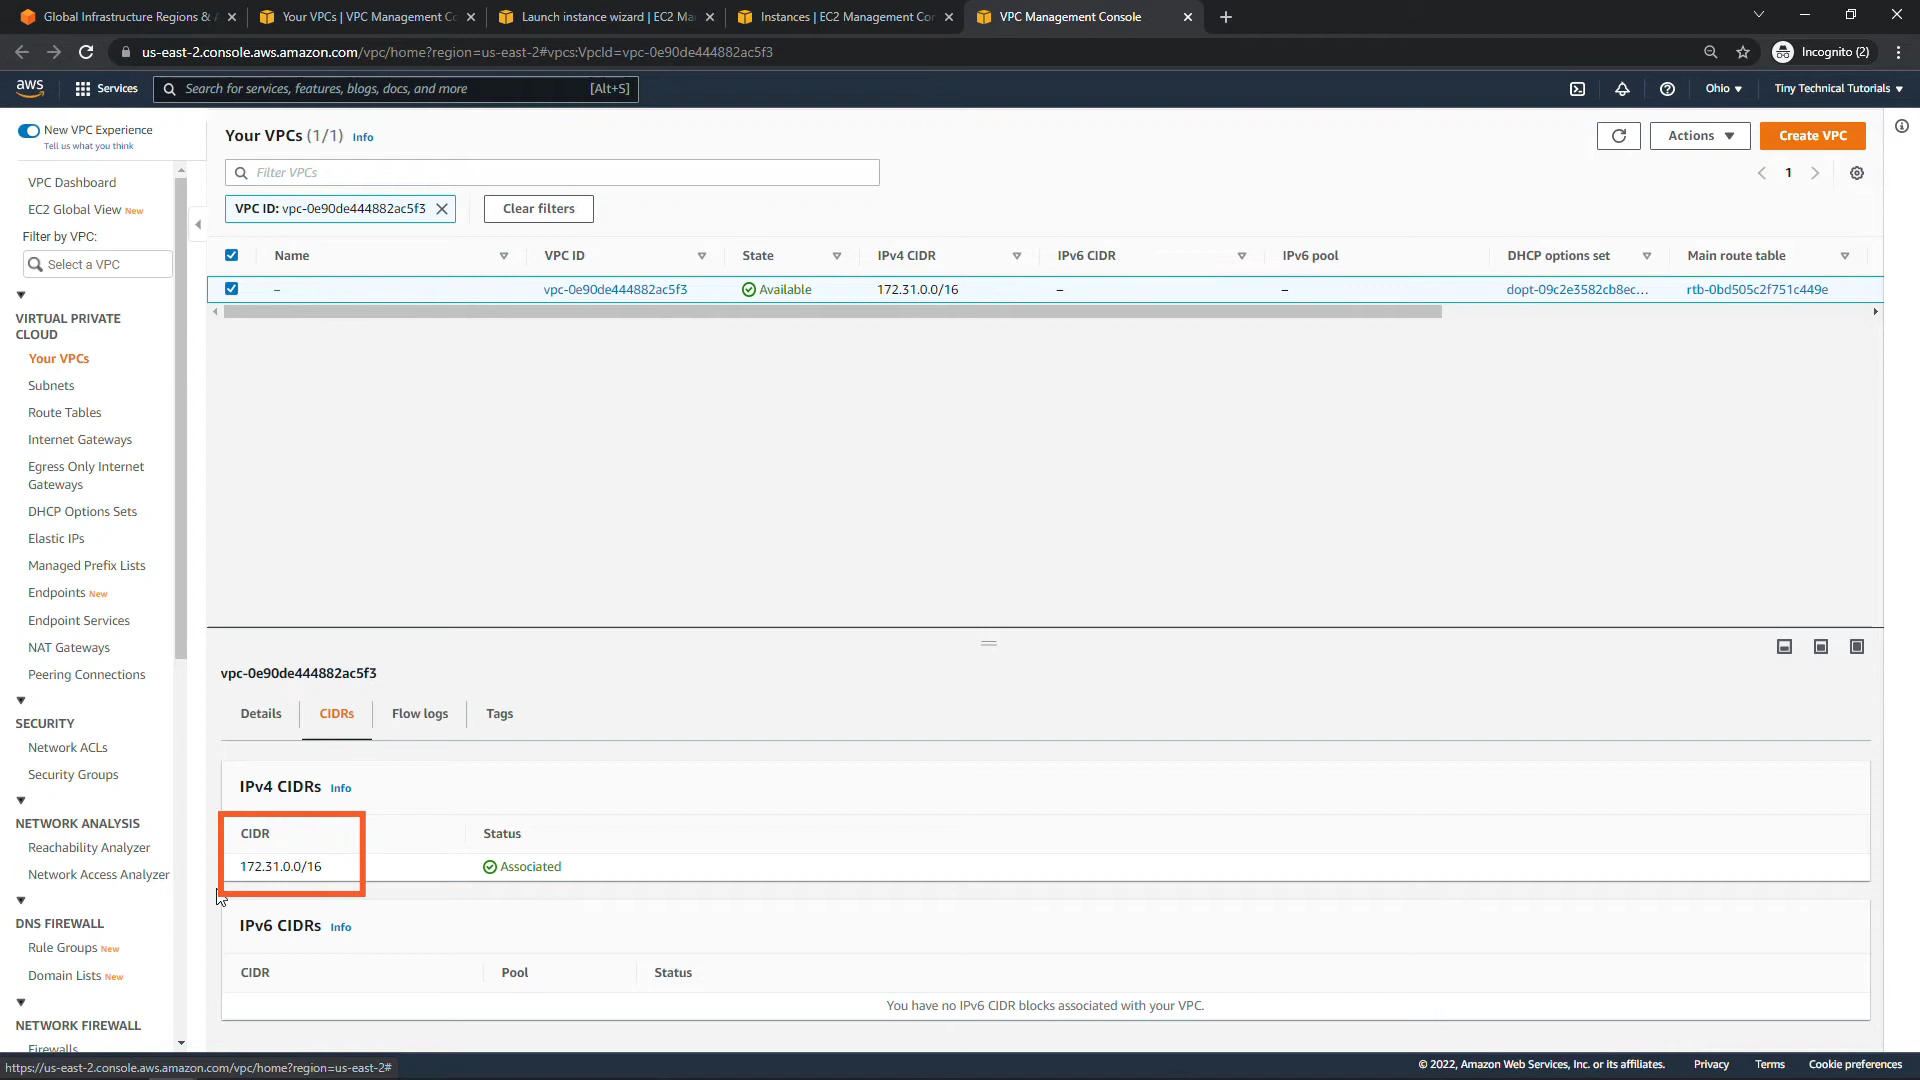 Global Infrastructure Regions & A
Your VPCs | VPC Management Co
Launch instance wizard | EC2 Ma
Instances | EC2 Management Con
VPC Management Console
us-east-2.console.aws.amazon.com/vpc/home?region=us-east-2#vpcs:VpcId=vpc-0e90de444882ac5f3
Incognito (2)
aws
Services
Search for services, features, blogs, docs, and more
[Alt+S]
Ohio
Tiny Technical Tutorials
New VPC Experience
Tell us what you think
VPC Dashboard
EC2 Global View New
Filter by VPC:
Select a VPC
VIRTUAL PRIVATE
CLOUD
Your VPCs
Subnets
Route Tables
Internet Gateways
Egress Only Internet
Gateways
DHCP Options Sets
Elastic IPs
Managed Prefix Lists
Endpoints New
Endpoint Services
NAT Gateways
Peering Connections
SECURITY
Network ACLs
Security Groups
NETWORK ANALYSIS
Reachability Analyzer
Network Access Analyzer
DNS FIREWALL
Rule Groups New
Domain Lists New
NETWORK FIREWALL
Firewalls
Your VPCs (1/1) Info
Actions
Create VPC
Filter VPCs
1
VPC ID: vpc-0e90de444882ac5f3
Clear filters
Name VPC ID State IPv4 CIDR IPv6 CIDR IPv6 pool DHCP options set Main route table
– vpc-0e90de444882ac5f3 Available 172.31.0.0/16 – – dopt-09c2e3582cb8ec... rtb-0bd505c2f751c449e
vpc-0e90de444882ac5f3
Details
CIDRs
Flow logs
Tags
IPv4 CIDRs Info
CIDR Status
172.31.0.0/16 Associated
IPv6 CIDRs Info
CIDR Pool Status
You have no IPv6 CIDR blocks associated with your VPC.
https://us-east-2.console.aws.amazon.com/vpc/home?region=us-east-2#
© 2022, Amazon Web Services, Inc. or its affiliates.
Privacy
Terms
Cookie preferences